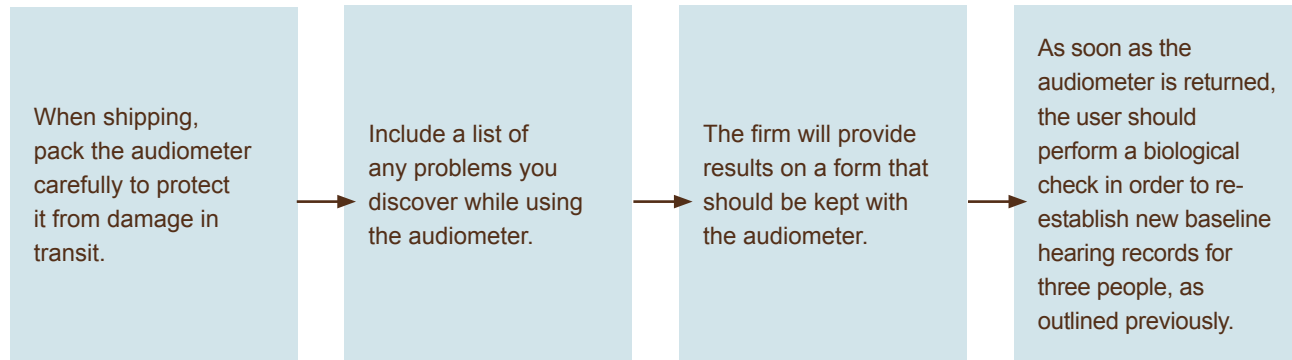 When shipping,
pack the audiometer
carefully to protect
it from damage in
transit.
Include a list of
any problems you
discover while using
the audiometer.
The firm will provide
results on a form that
should be kept with
the audiometer.
As soon as the
audiometer is returned,
the user should
perform a biological
check in order to re-
establish new baseline
hearing records for
three people, as
outlined previously.